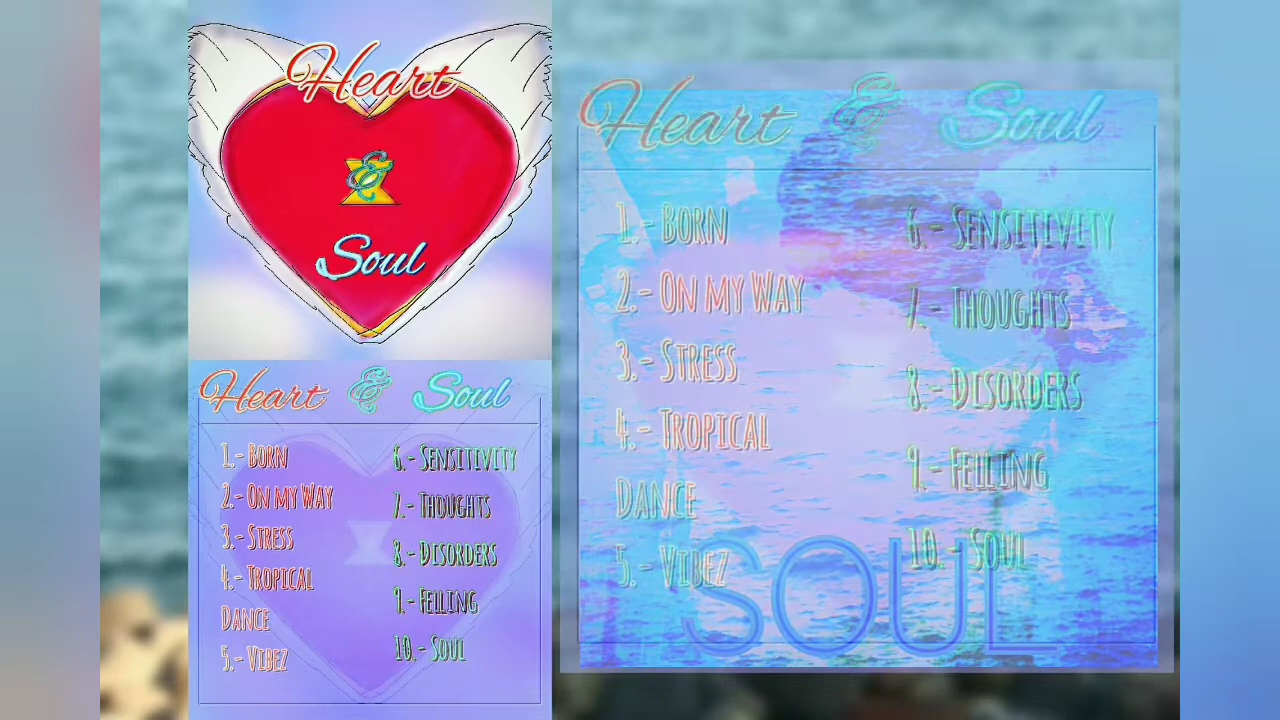 Heart
&
Soul
Heart & Soul
1.- Born
2.- On my Way
3.- Stress
4.- Tropical
Dance
5.- Vibez
6.- Sensitivity
7.- Thoughts
8.- Disorders
9.- Felling
10.- Soul
Heart & Soul
1.- Born
2.- On my Way
3.- Stress
4.- Tropical
Dance
5.- Vibez
6.- Sensitivity
7.- Thoughts
8.- Disorders
9.- Felling
10.- Soul
SOUL